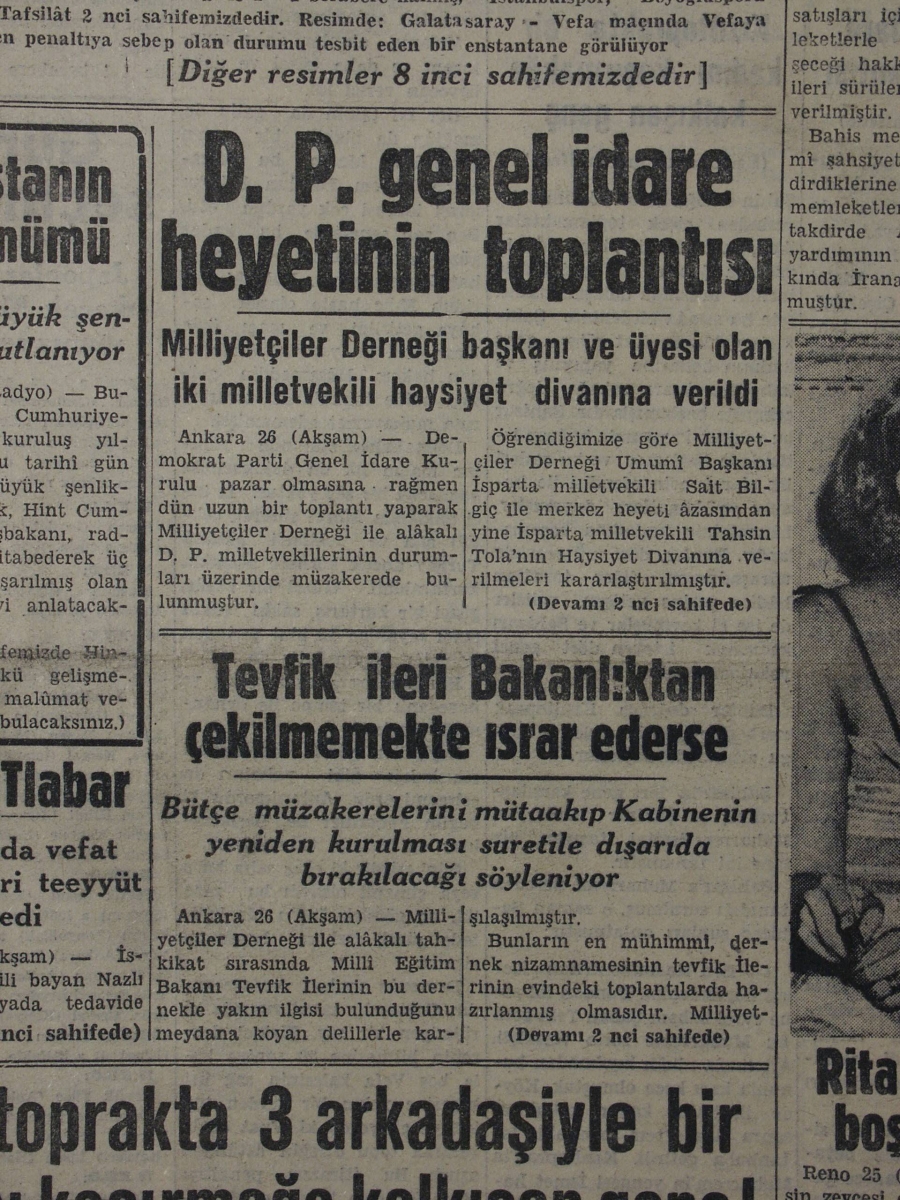 Tafsilât 2 nci sahifemizdedir. Resimde: Galatasaray - Vefa maçında Vefaya
penaltıya sebep olan durumu tesbit eden bir enstantane görülüyor
[Diğer resimler 8 inci sahifemizdedir]
D. P. genel idare
heyetinin toplantısı
Milliyetçiler Derneği başkanı ve üyesi olan
iki milletvekili haysiyet divanına verildi
Ankara 26 (Akşam) — De-
mokrat Parti Genel İdare Ku-
rulu pazar olmasına rağmen
dün uzun bir toplantı yaparak
Milliyetçiler Derneği ile alâkalı
D. P. milletvekillerinin durum-
ları üzerinde müzakerede bu-
lunmuştur.
Öğrendiğimize göre Milliyet-
çiler Derneği Umumî Başkanı
İsparta milletvekili Sait Bil-
giç ile merkez heyeti âzasından
yine İsparta milletvekili Tahsin
Tola'nın Haysiyet Divanına ve-
rilmeleri kararlaştırılmıştır.
(Devamı 2 nci sahifede)
Tevfik ileri Bakanlıktan
çekilmemekte ısrar ederse
Bütçe müzakerelerini mütaakıp Kabinenin
yeniden kurulması suretile dışarıda
bırakılacağı söyleniyor
Ankara 26 (Akşam) — Milli-
yetçiler Derneği ile alâkalı tah-
kikat sırasında Millî Eğitim
Bakanı Tevfik İlerinin bu der-
nekle yakın ilgisi bulunduğunu
meydana koyan delillerle kar-
şılaşılmıştır.
Bunların en mühimmi, der-
nek nizamnamesinin tevfik İle-
rinin evindeki toplantılarda ha-
zırlanmış olmasıdır. Milliyet-
(Devamı 2 nci sahifede)
toprakta 3 arkadaşiyle bir
stanın
nümü
üyük şen-
utlanıyor
adyo) — Bu-
Cumhuriye-
kuruluş yıl-
u tarihî gün
üyük şenlik-
k, Hint Cum-
şbakanı, rad-
itabederek üç
şarılmış olan
vi anlatacak-
femizde Hin-
kü gelişme-
malûmat ve-
bulacaksınız.)
Tlabar
da vefat
ri teeyyüt
edi
kşam) — İs-
ili bayan Nazlı
yada tedavide
nci sahifede)
satışları içi
leketlerle
şeceği hakk
ileri sürüler
verilmiştir.
Bahis me
mî şahsiyet
dirdiklerine
memleketler
takdirde
yardımının
kında İrana
muştur.
Rita
boş
Reno 25 (
sin zevcesi